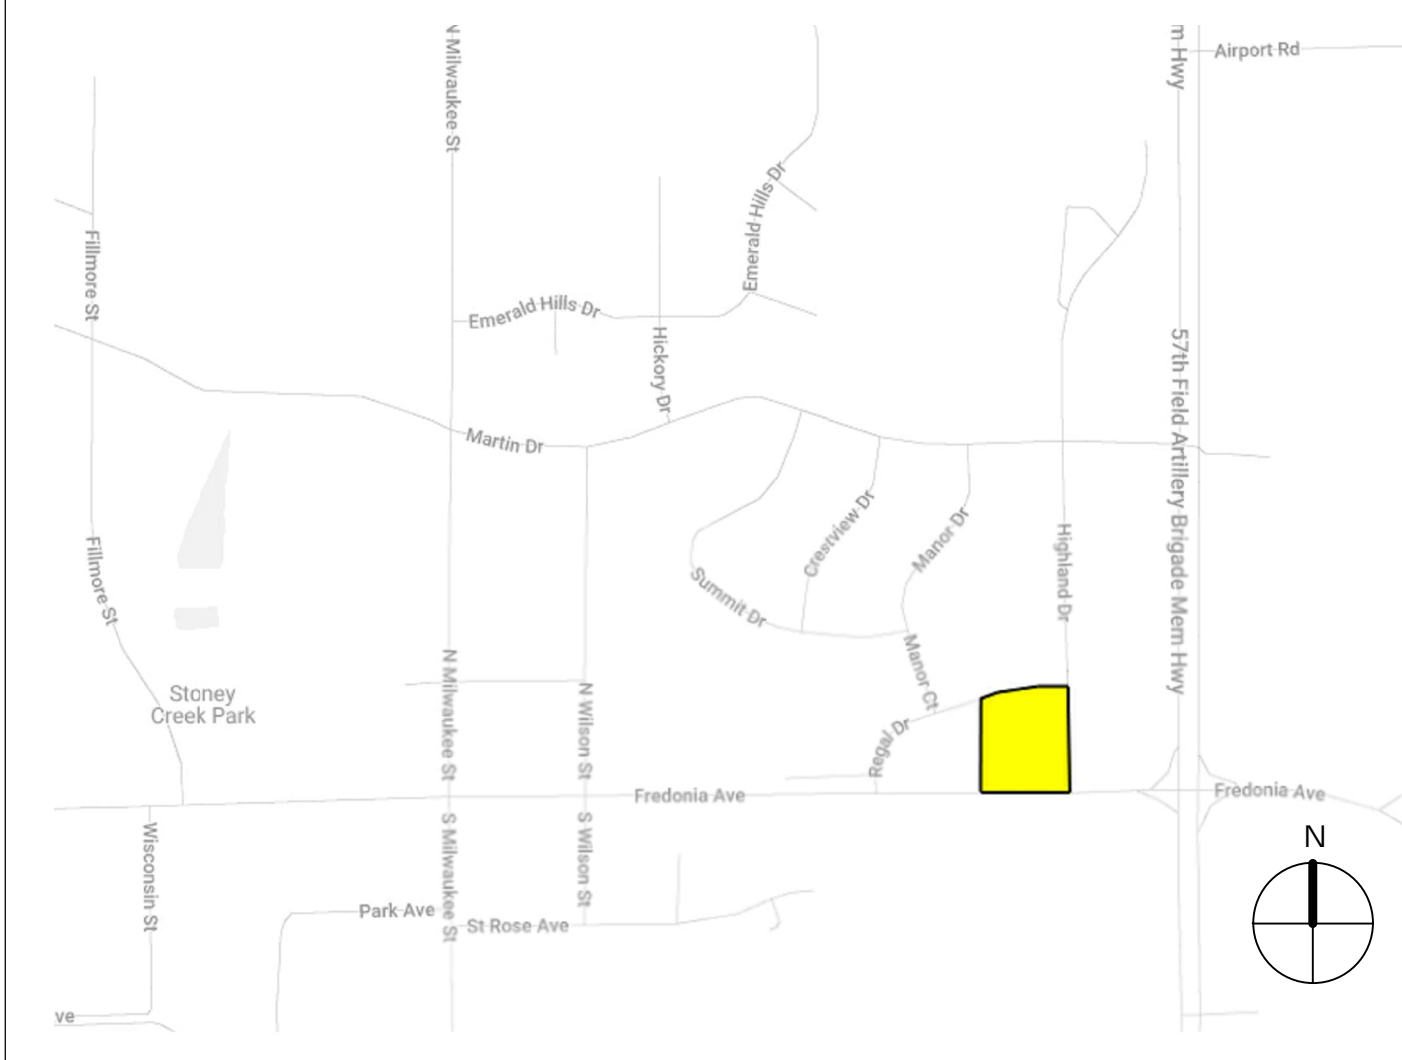 N Milwaukee St
m Hwy
Airport Rd
Emerald Hills Dr
Fillmore St
Emerald Hills Dr
Hickory Dr
57th Field Artillery Brigade Mem Hwy
Martin Dr
Crestview Dr
Manor Dr
Highland Dr
Fillmore St
Summit Dr
Manor Ct
N Milwaukee St
N Wilson St
Stoney
Creek Park
Regal Dr
Fredonia Ave
Fredonia Ave
S Milwaukee St
S Wilson St
Wisconsin St
N
Park Ave
St Rose Ave
ve